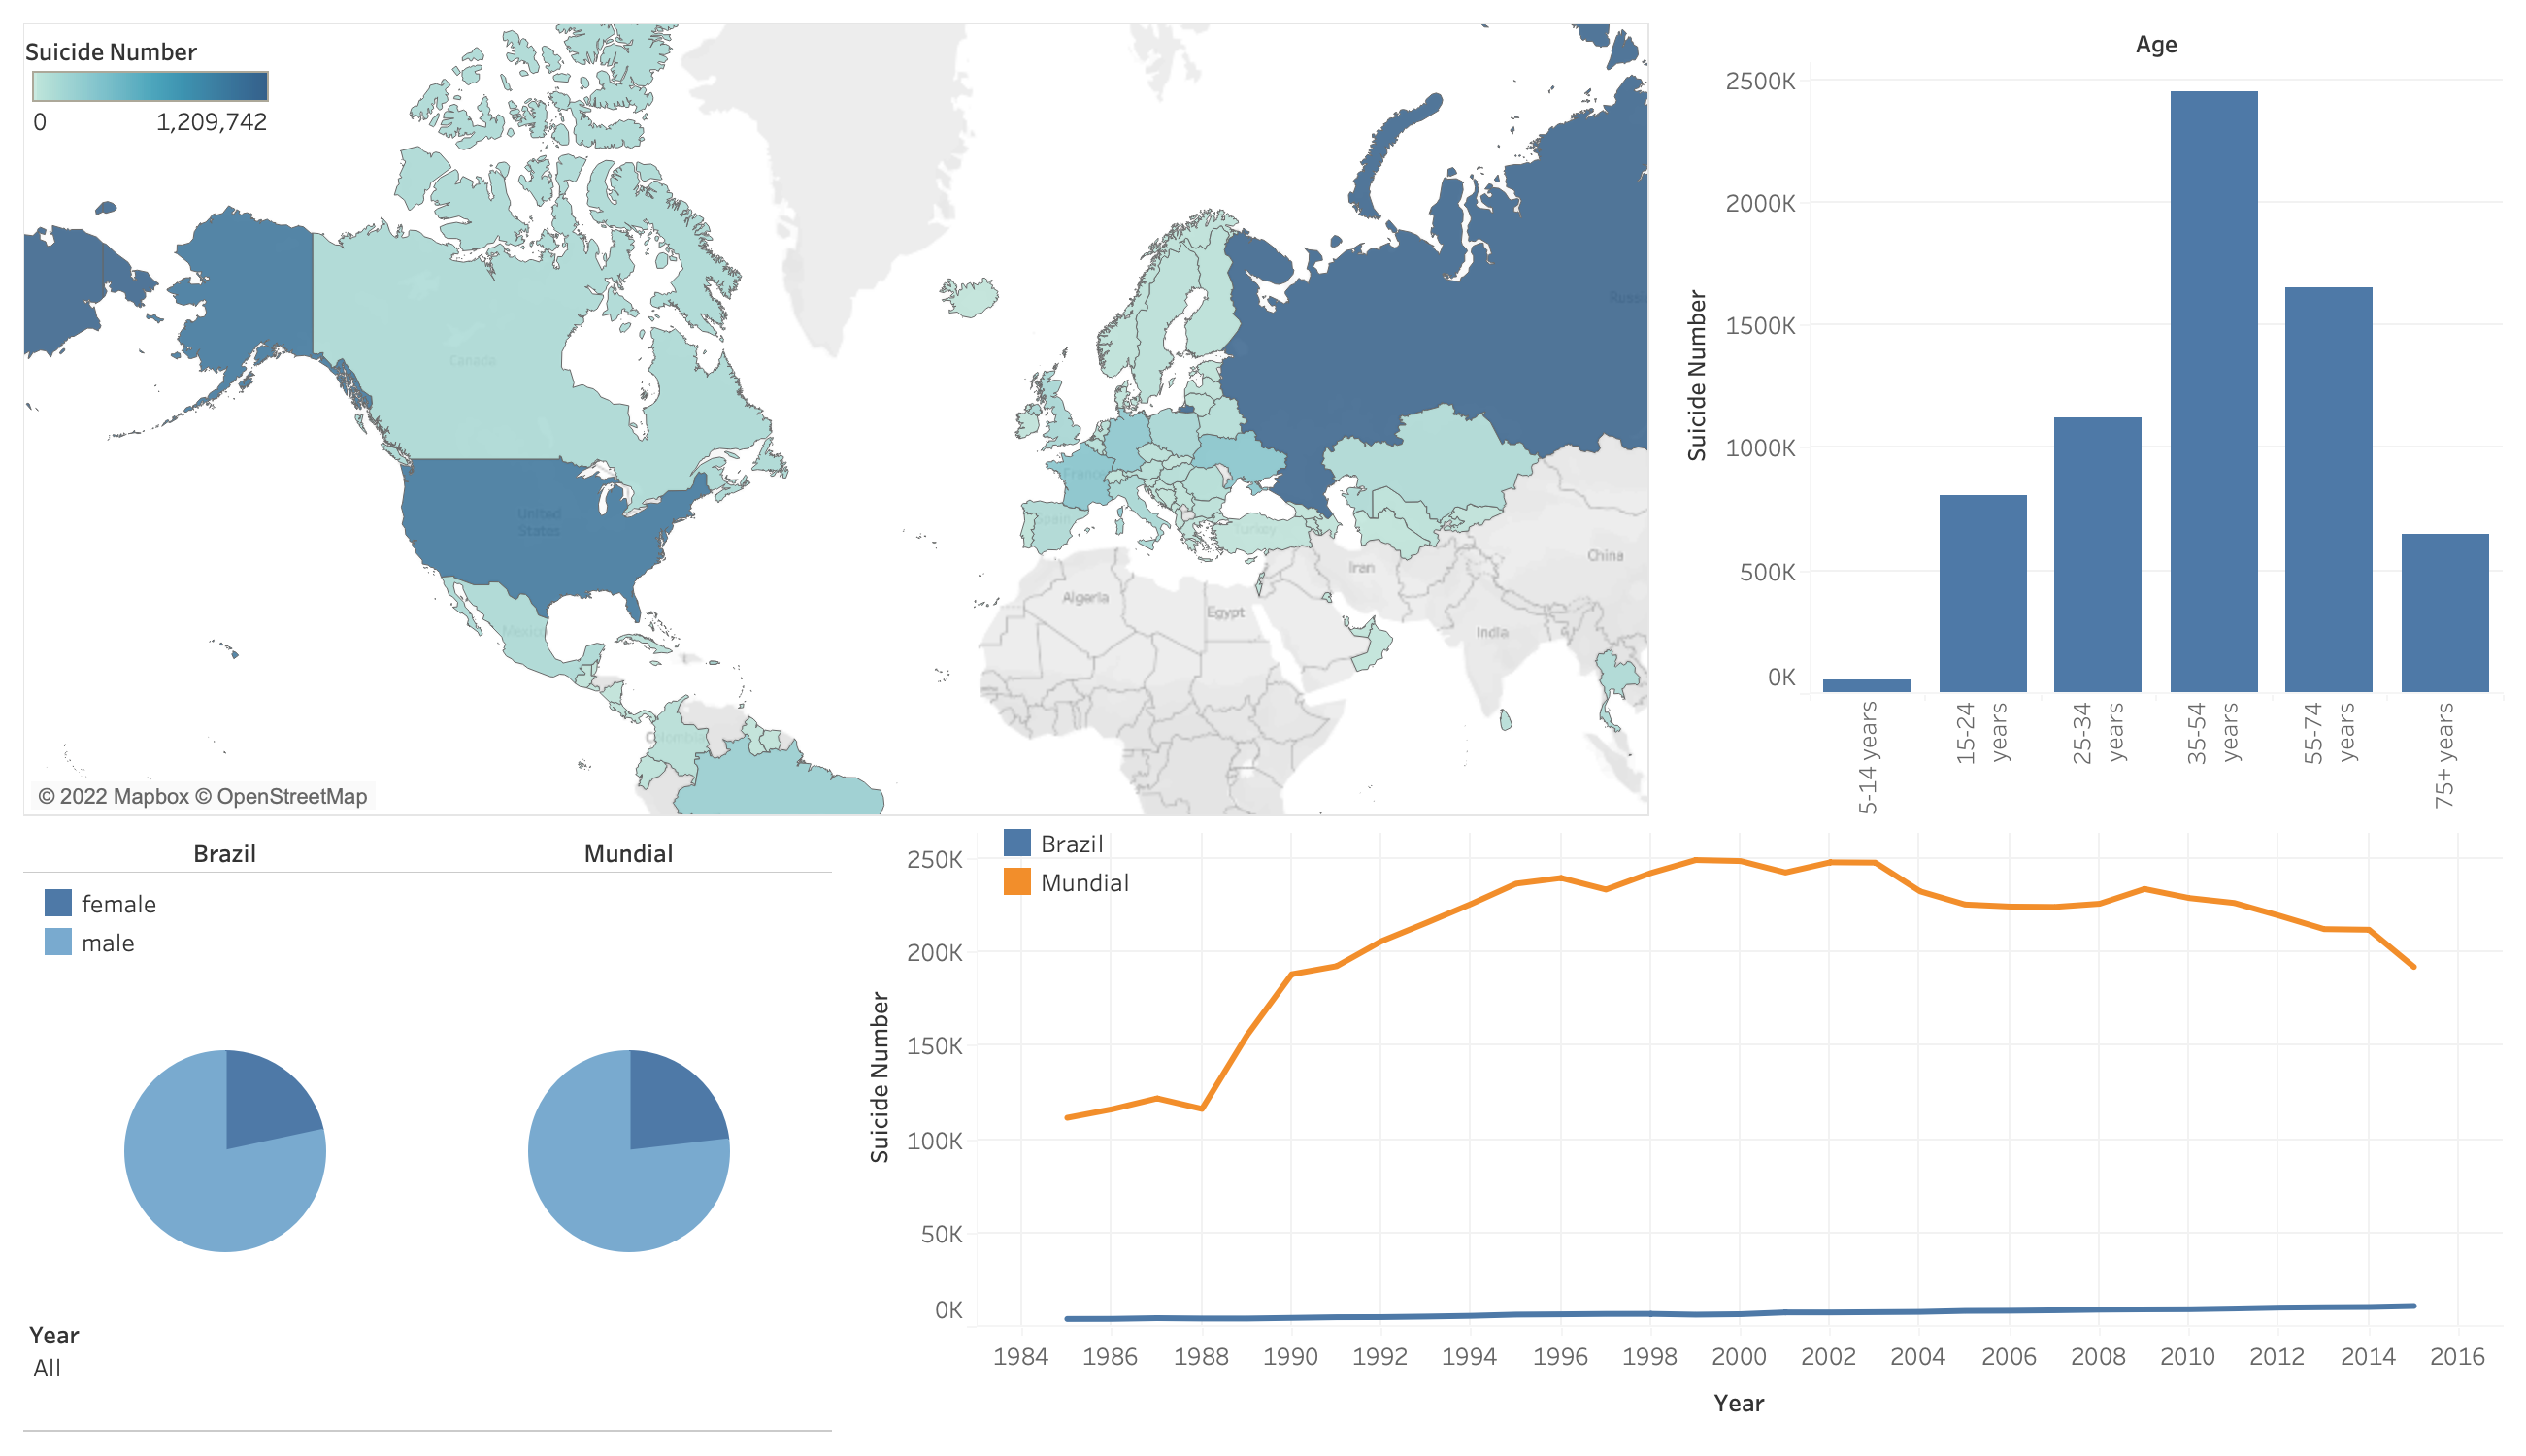 Suicide Number
0 1,209,742
Canada
United
States
Mexico
Colombia
France
Spain
Turkey
Russia
Algeria
Egypt
Iran
India
China
© 2022 Mapbox © OpenStreetMap
Age
Suicide Number
2500K
2000K
1500K
1000K
500K
0K
5-14 years
15-24
years
25-34
years
35-54
years
55-74
years
75+ years
Brazil
Mundial
female
male
Year
All
Brazil
Mundial
Suicide Number
250K
200K
150K
100K
50K
0K
1984 1986 1988 1990 1992 1994 1996 1998 2000 2002 2004 2006 2008 2010 2012 2014 2016
Year